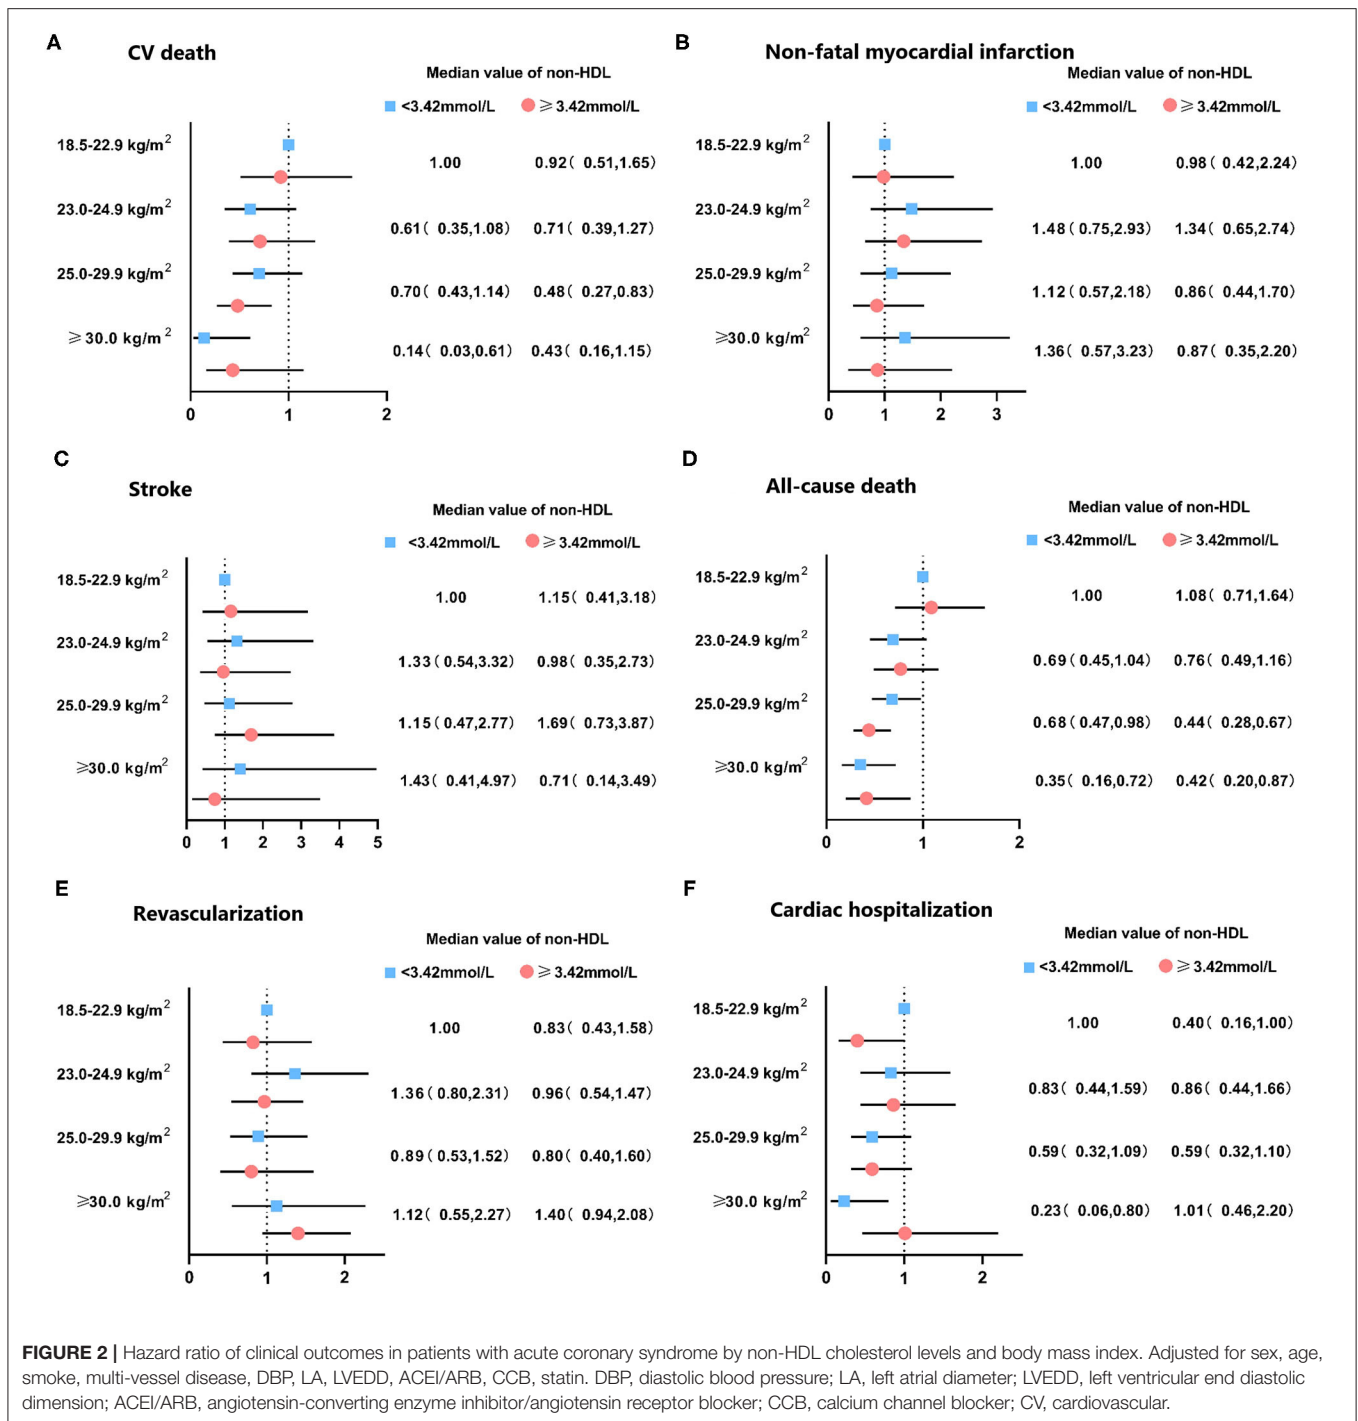 A
CV death
Median value of non-HDL
<3.42mmol/L ⩾ 3.42mmol/L
18.5-22.9 kg/m²
1.00 0.92( 0.51,1.65)
23.0-24.9 kg/m²
0.61( 0.35,1.08) 0.71( 0.39,1.27)
25.0-29.9 kg/m²
0.70( 0.43,1.14) 0.48( 0.27,0.83)
⩾ 30.0 kg/m²
0.14( 0.03,0.61) 0.43( 0.16,1.15)
0 1 2
B
Non-fatal myocardial infarction
Median value of non-HDL
<3.42mmol/L ⩾ 3.42mmol/L
18.5-22.9 kg/m²
1.00 0.98( 0.42,2.24)
23.0-24.9 kg/m²
1.48(0.75,2.93) 1.34( 0.65,2.74)
25.0-29.9 kg/m²
1.12( 0.57,2.18) 0.86( 0.44,1.70)
⩾30.0 kg/m²
1.36( 0.57,3.23) 0.87( 0.35,2.20)
0 1 2 3
C
Stroke
Median value of non-HDL
<3.42mmol/L ⩾ 3.42mmol/L
18.5-22.9 kg/m²
1.00 1.15( 0.41,3.18)
23.0-24.9 kg/m²
1.33(0.54,3.32) 0.98( 0.35,2.73)
25.0-29.9 kg/m²
1.15(0.47,2.77) 1.69( 0.73,3.87)
⩾30.0 kg/m²
1.43( 0.41,4.97) 0.71( 0.14,3.49)
0 1 2 3 4 5
D
All-cause death
Median value of non-HDL
<3.42mmol/L ⩾ 3.42mmol/L
18.5-22.9 kg/m²
1.00 1.08( 0.71,1.64)
23.0-24.9 kg/m²
0.69(0.45,1.04) 0.76( 0.49,1.16)
25.0-29.9 kg/m²
0.68(0.47,0.98) 0.44( 0.28,0.67)
⩾30.0 kg/m²
0.35( 0.16,0.72) 0.42( 0.20,0.87)
0 1 2
E
Revascularization
Median value of non-HDL
<3.42mmol/L ⩾ 3.42mmol/L
18.5-22.9 kg/m²
1.00 0.83( 0.43,1.58)
23.0-24.9 kg/m²
1.36(0.80,2.31) 0.96( 0.54,1.47)
25.0-29.9 kg/m²
0.89(0.53,1.52) 0.80( 0.40,1.60)
⩾30.0 kg/m²
1.12( 0.55,2.27) 1.40( 0.94,2.08)
0 1 2
F
Cardiac hospitalization
Median value of non-HDL
<3.42mmol/L ⩾ 3.42mmol/L
18.5-22.9 kg/m²
1.00 0.40( 0.16,1.00)
23.0-24.9 kg/m²
0.83( 0.44,1.59) 0.86( 0.44,1.66)
25.0-29.9 kg/m²
0.59( 0.32,1.09) 0.59( 0.32,1.10)
⩾30.0 kg/m²
0.23( 0.06,0.80) 1.01( 0.46,2.20)
0 1 2
FIGURE 2 | Hazard ratio of clinical outcomes in patients with acute coronary syndrome by non-HDL cholesterol levels and body mass index. Adjusted for sex, age,
smoke, multi-vessel disease, DBP, LA, LVEDD, ACEI/ARB, CCB, statin. DBP, diastolic blood pressure; LA, left atrial diameter; LVEDD, left ventricular end diastolic
dimension; ACEI/ARB, angiotensin-converting enzyme inhibitor/angiotensin receptor blocker; CCB, calcium channel blocker; CV, cardiovascular.